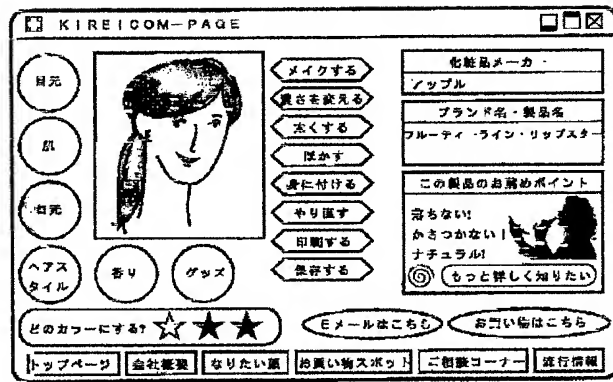 KIREICOM-PAGE
目元
肌
口元
ヘアス
タイル
香り
グッズ
メイクする
長さを変える
太くする
ぼかす
身に付ける
やり直す
印刷する
保存する
化粧品メーカー
アップル
ブランド名・製品名
フルーティ・ライン・リップスター
この製品のお薦めポイント
落ちない!
かさつかない!
ナチュラル!
もっと詳しく知りたい
どのカラーにする?
Eメールはこちら
お買い物はこちら
トップページ
会社概要
なりたい顔
お買い物スポット
ご相談コーナー
流行情報